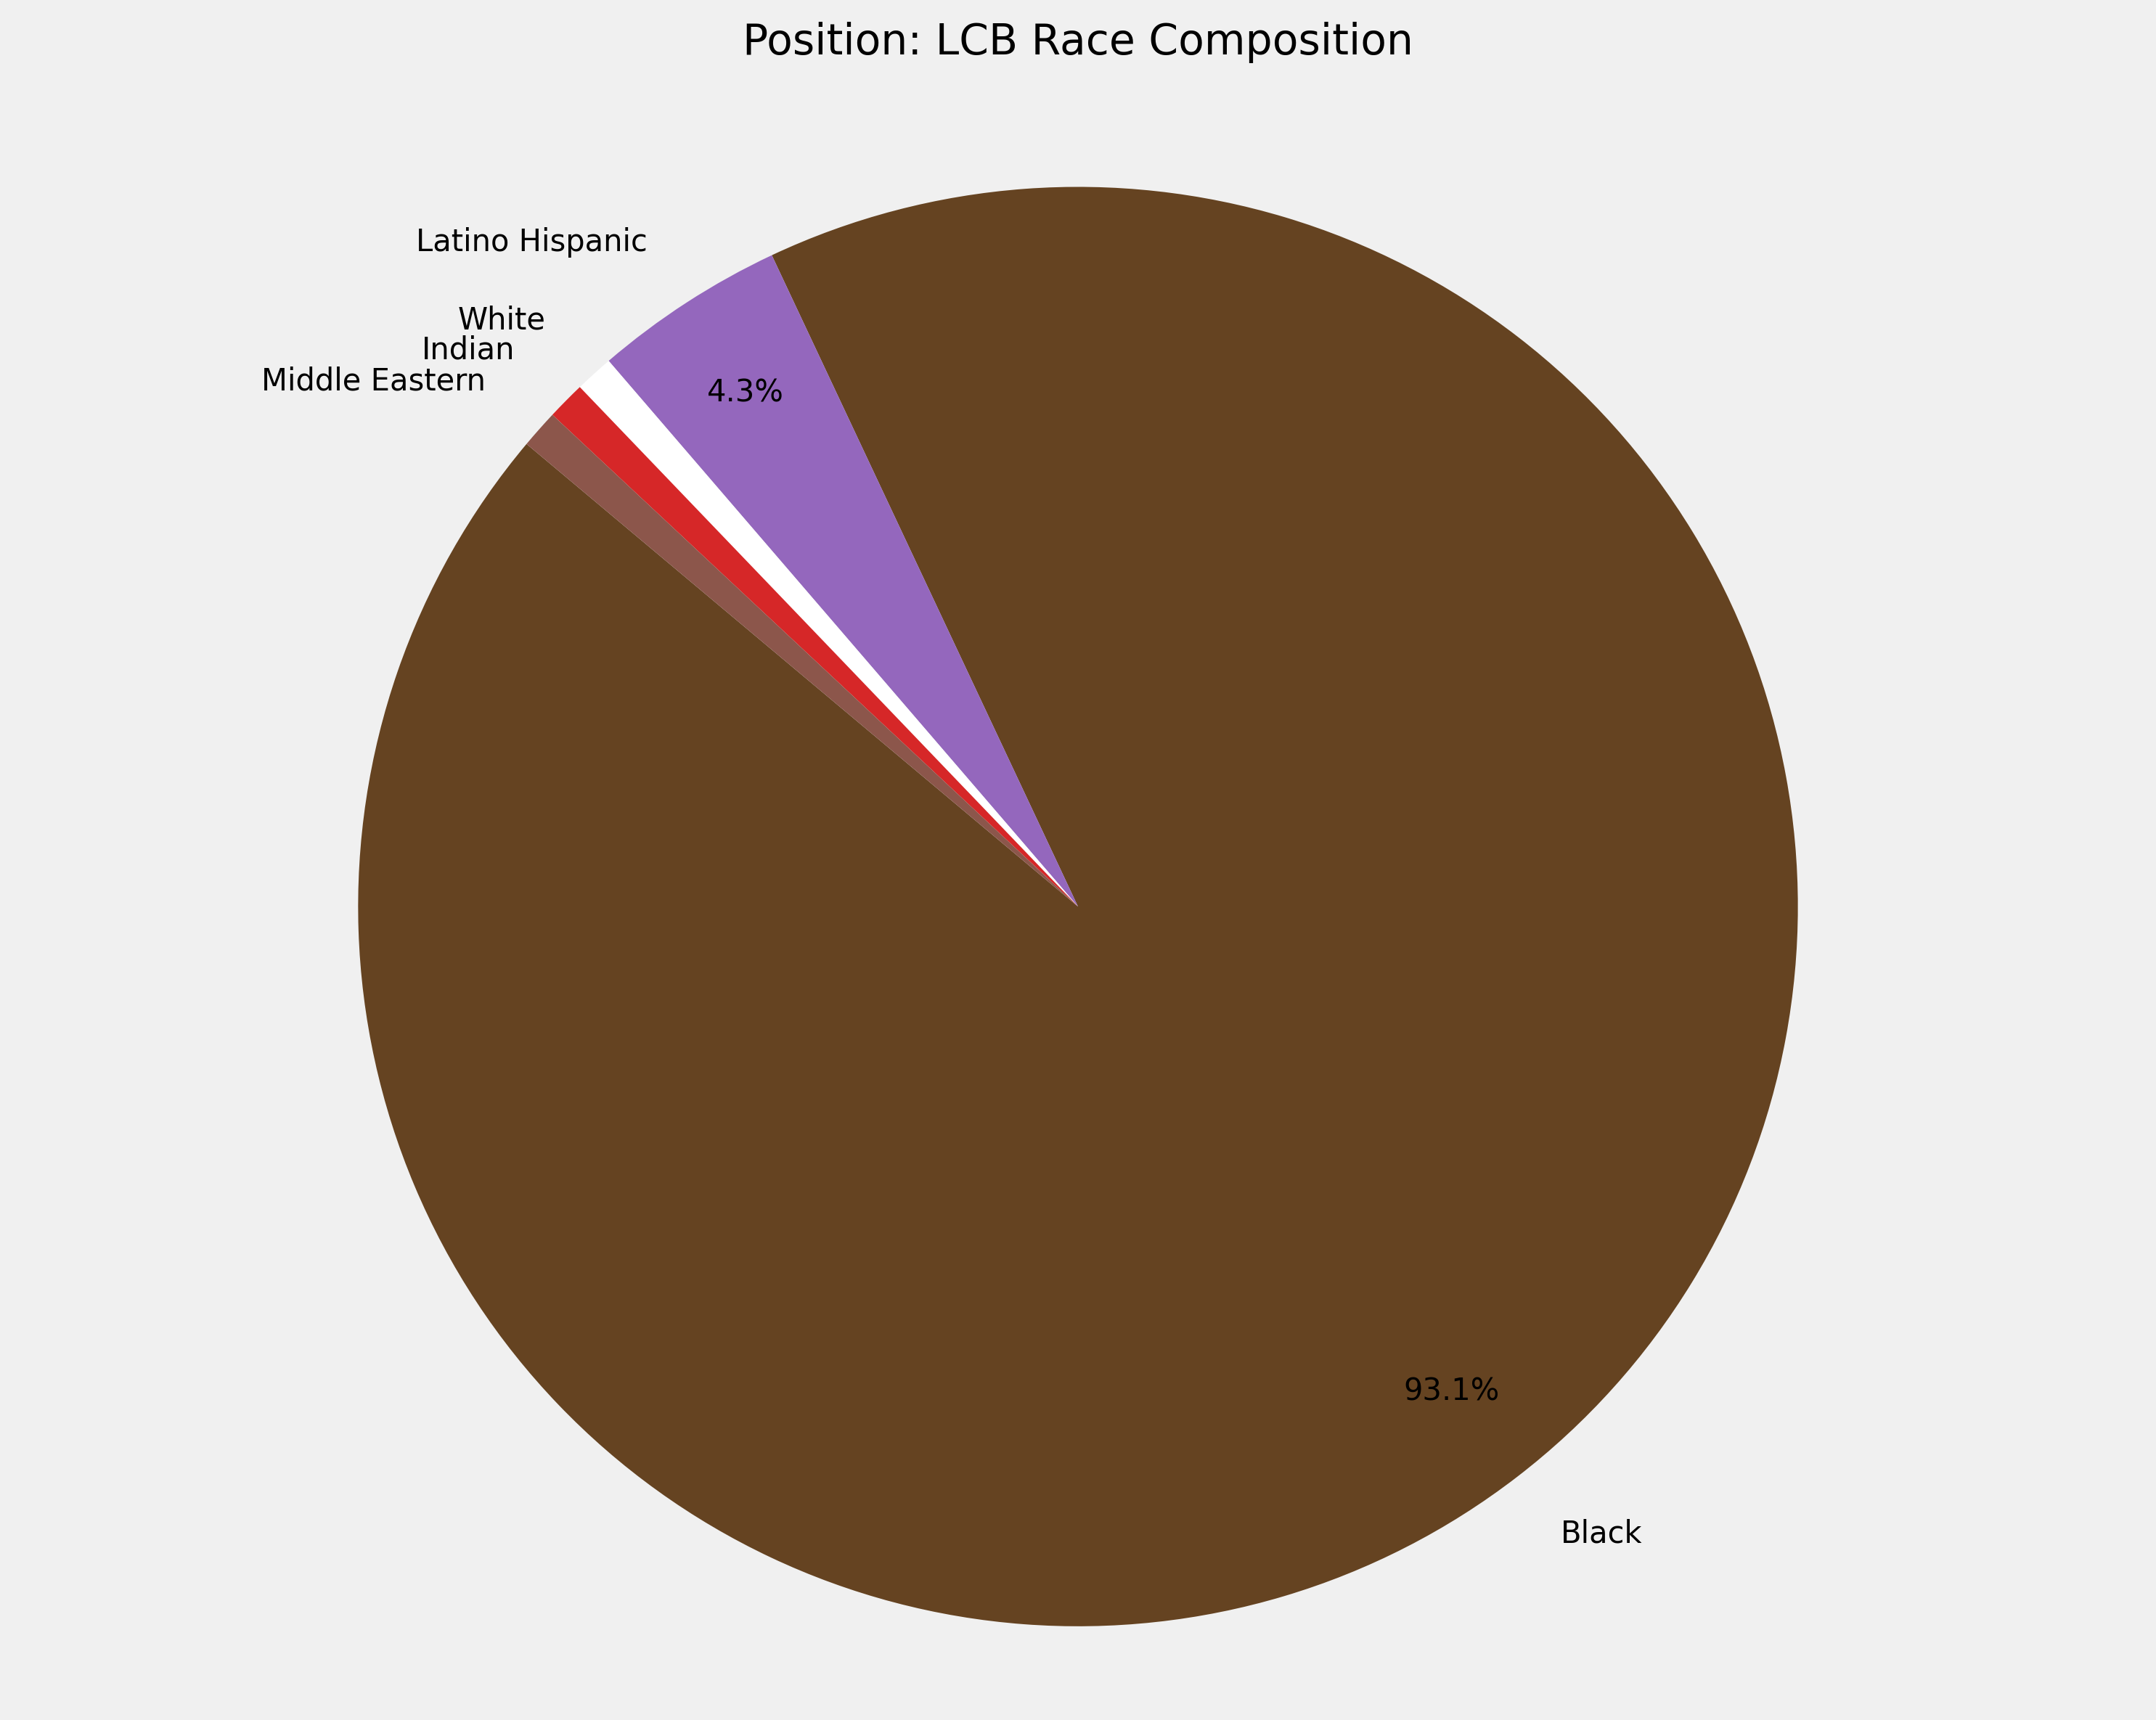 Position: LCB Race Composition
Latino Hispanic
White
Indian
Middle Eastern
4.3%
93.1%
Black